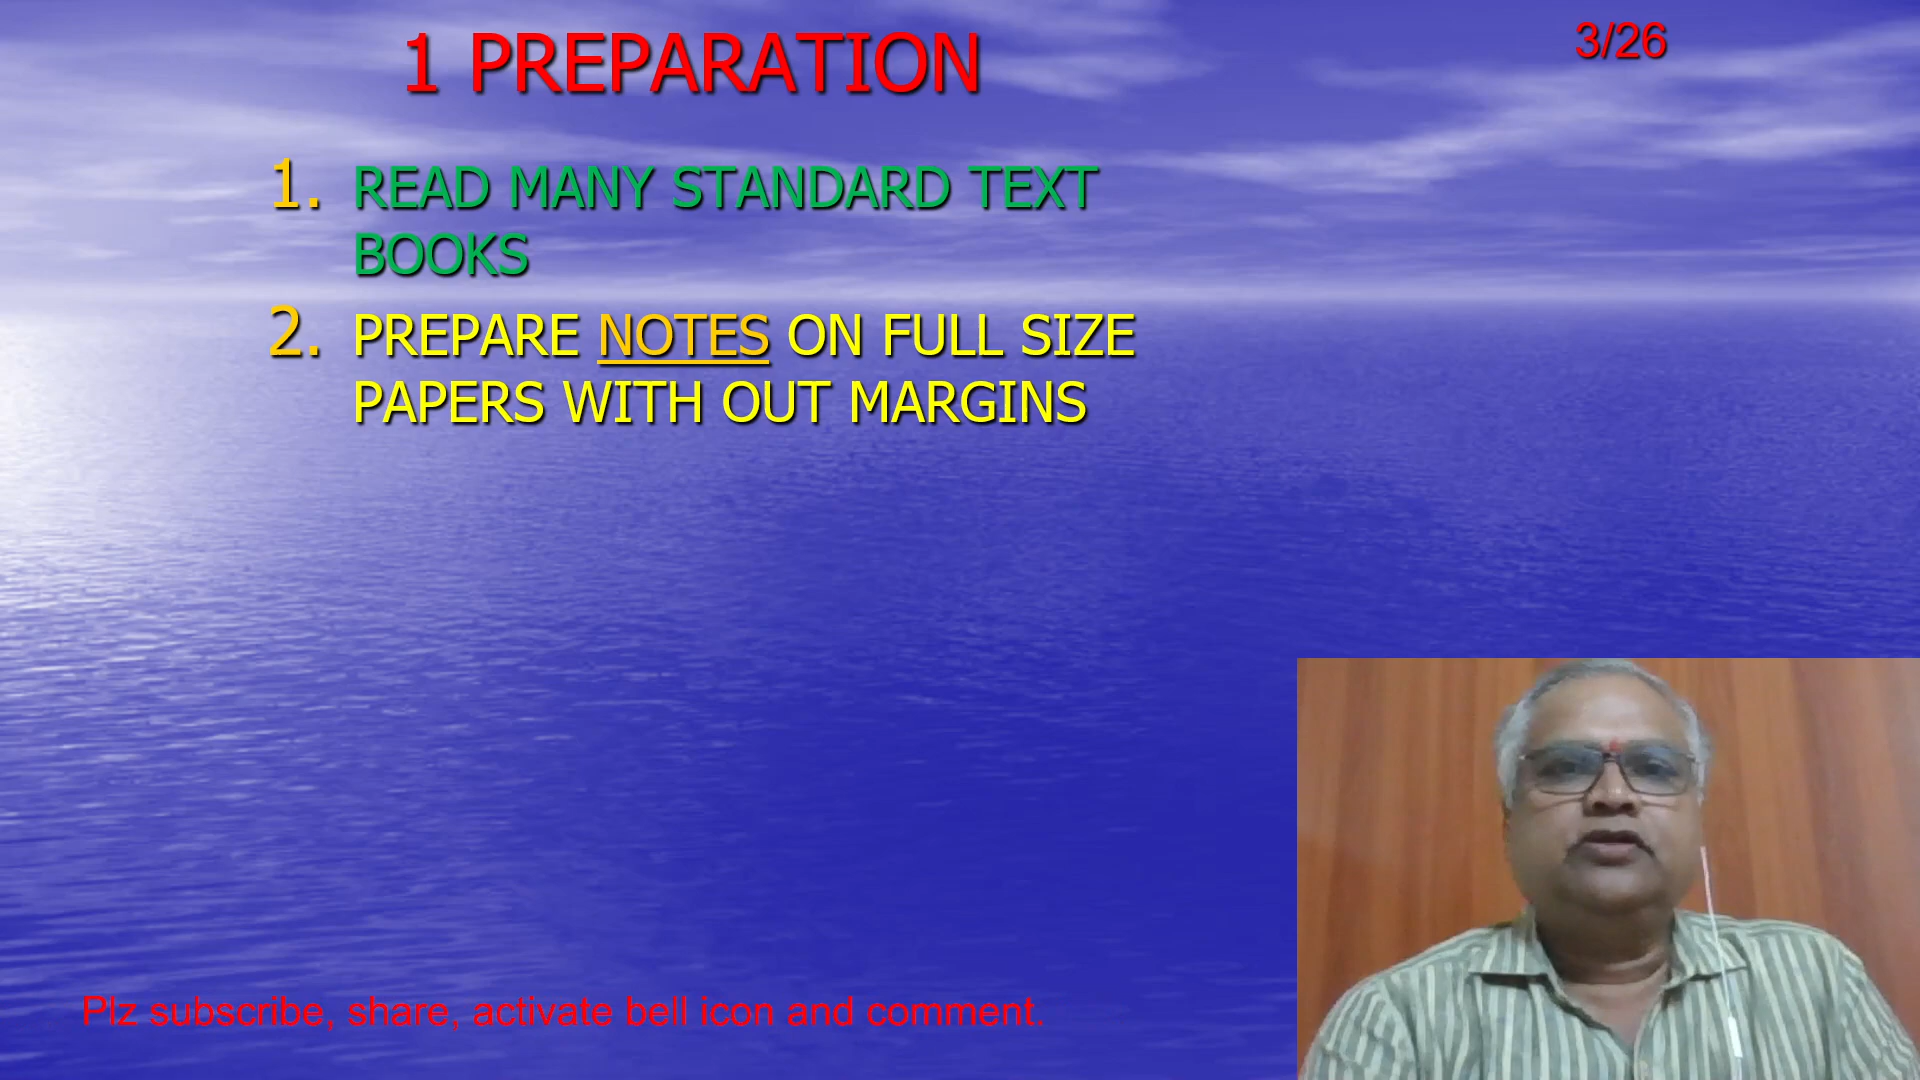 1 PREPARATION
3/26
1. READ MANY STANDARD TEXT
BOOKS
2. PREPARE NOTES ON FULL SIZE
PAPERS WITH OUT MARGINS
Plz subscribe, share, activate bell icon and comment.